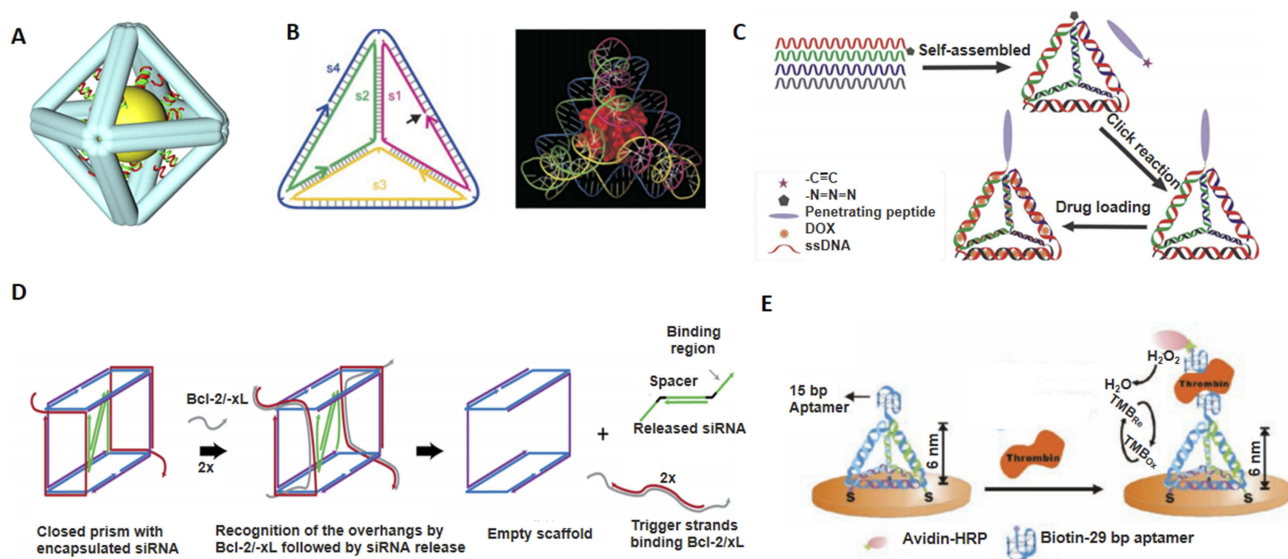 A
B
s4
s2
s1
s3
C
Self-assembled
Click reaction
Drug loading
-C≡C
-N=N=N
Penetrating peptide
DOX
ssDNA
D
Bcl-2/-xL
2x
Closed prism with
encapsulated siRNA
Recognition of the overhangs by
Bcl-2/-xL followed by siRNA release
Empty scaffold
+
Binding
region
Spacer
Released siRNA
2x
Trigger strands
binding Bcl-2/xL
E
15 bp
Aptamer
6 nm
S
S
Thrombin
H2O2
H2O
TMBRe
TMBOx
Thrombin
6 nm
S
S
Avidin-HRP
Biotin-29 bp aptamer